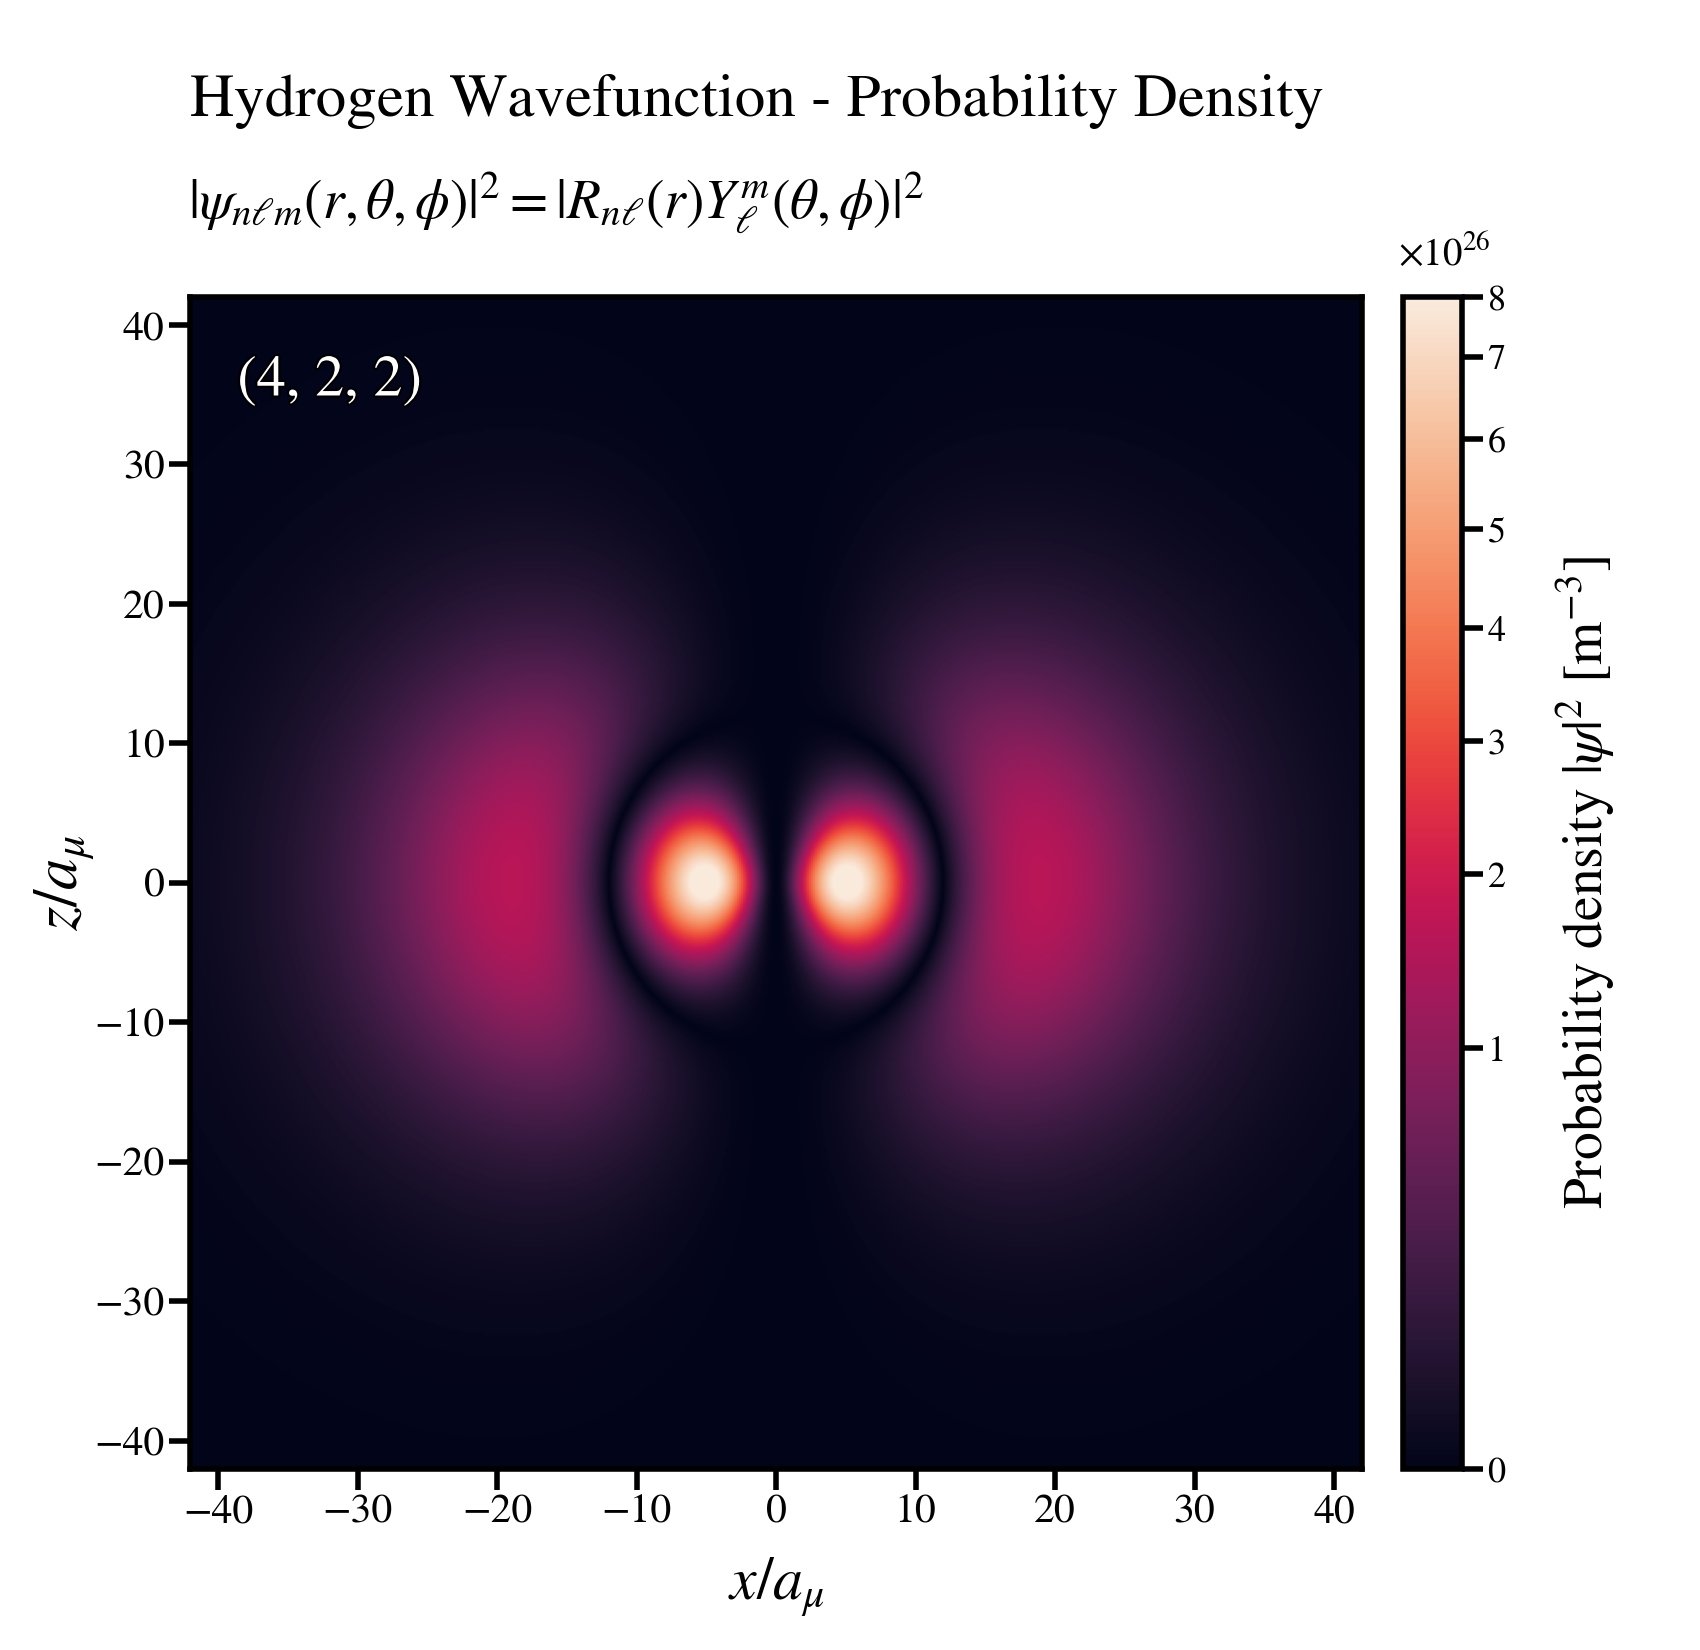 Hydrogen Wavefunction - Probability Density
|ψₙℓₘ(r, θ, ϕ)|² = |Rₙℓ(r)Yℓᵐ(θ, ϕ)|²
×10²⁶
(4, 2, 2)
40
30
20
10
0
−10
−20
−30
−40
z/aμ
−40 −30 −20 −10 0 10 20 30 40
x/aμ
8
7
6
5
4
3
2
1
0
Probability density |ψ|² [m⁻³]